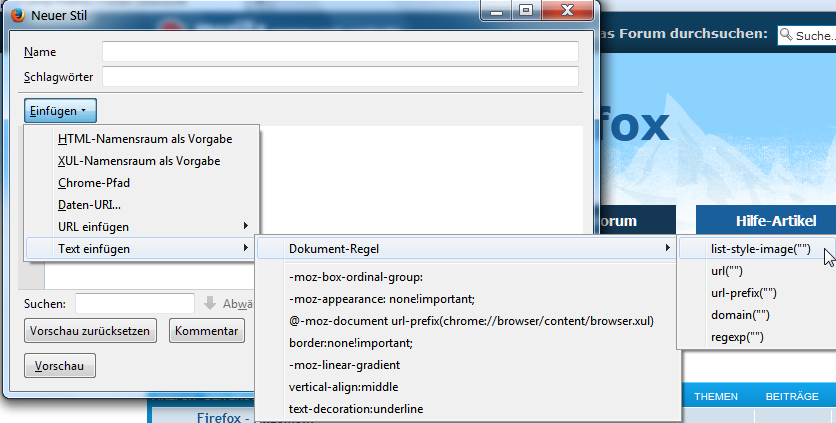 Neuer Stil
as Forum durchsuchen:
Suche..
Name
Schlagwörter
Einfügen
fox
HTML-Namensraum als Vorgabe
XUL-Namensraum als Vorgabe
Chrome-Pfad
Daten-URI...
URL einfügen
Text einfügen
orum
Hilfe-Artikel
Dokument-Regel
list-style-image("")
url("")
url-prefix("")
domain("")
regexp("")
-moz-box-ordinal-group:
-moz-appearance: none!important;
@-moz-document url-prefix(chrome://browser/content/browser.xul)
border:none!important;
-moz-linear-gradient
vertical-align:middle
text-decoration:underline
Suchen:
Abwä
Vorschau zurücksetzen
Kommentar
Vorschau
THEMEN
BEITRÄGE
Firefox -